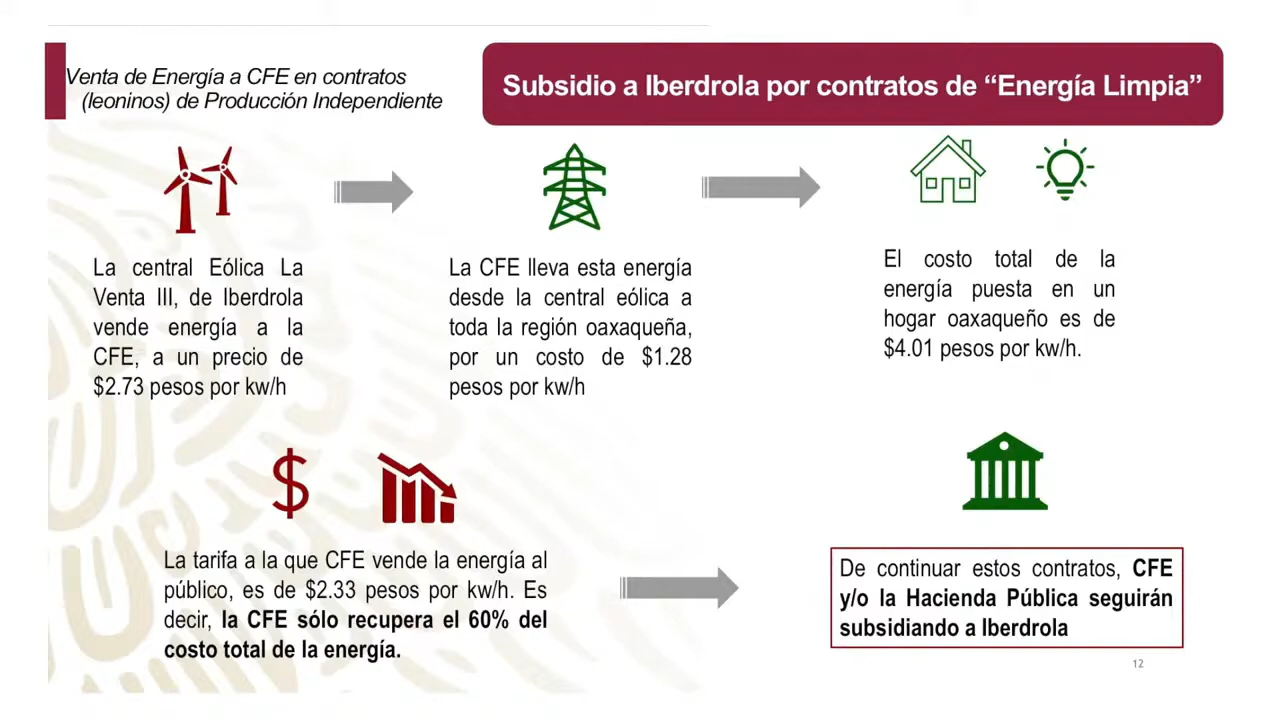 Venta de Energía a CFE en contratos
(leoninos) de Producción Independiente
Subsidio a Iberdrola por contratos de “Energía Limpia”
La central Eólica La
Venta III, de Iberdrola
vende energía a la
CFE, a un precio de
$2.73 pesos por kw/h
La CFE lleva esta energía
desde la central eólica a
toda la región oaxaqueña,
por un costo de $1.28
pesos por kw/h
El costo total de la
energía puesta en un
hogar oaxaqueño es de
$4.01 pesos por kw/h.
$
La tarifa a la que CFE vende la energía al
público, es de $2.33 pesos por kw/h. Es
decir, la CFE sólo recupera el 60% del
costo total de la energía.
De continuar estos contratos, CFE
y/o la Hacienda Pública seguirán
subsidiando a Iberdrola
12